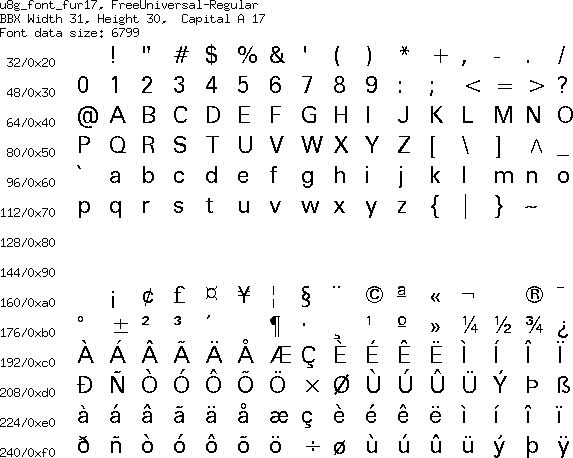 u8g_font_fur17, FreeUniversal-Regular
BBX Width 31, Height 30, Capital A 17
Font data size: 6799
32/0x20 ! " # $ % & ' ( ) * + , - . /
48/0x30 0 1 2 3 4 5 6 7 8 9 : ; < = > ?
64/0x40 @ A B C D E F G H I J K L M N O
80/0x50 P Q R S T U V W X Y Z [ \ ] ^ _
96/0x60 ` a b c d e f g h i j k l m n o
112/0x70 p q r s t u v w x y z { | } ~
128/0x80
144/0x90
160/0xa0 ¡ ¢ £ ¤ ¥ ¦ § ¨ © ª « ¬ ® ¯
176/0xb0 ° ± ² ³ ´ ¶ · ¸ ¹ º » ¼ ½ ¾ ¿
192/0xc0 À Á Â Ã Ä Å Æ Ç È É Ê Ë Ì Í Î Ï
208/0xd0 Ð Ñ Ò Ó Ô Õ Ö × Ø Ù Ú Û Ü Ý Þ ß
224/0xe0 à á â ã ä å æ ç è é ê ë ì í î ï
240/0xf0 ð ñ ò ó ô õ ö ÷ ø ù ú û ü ý þ ÿ